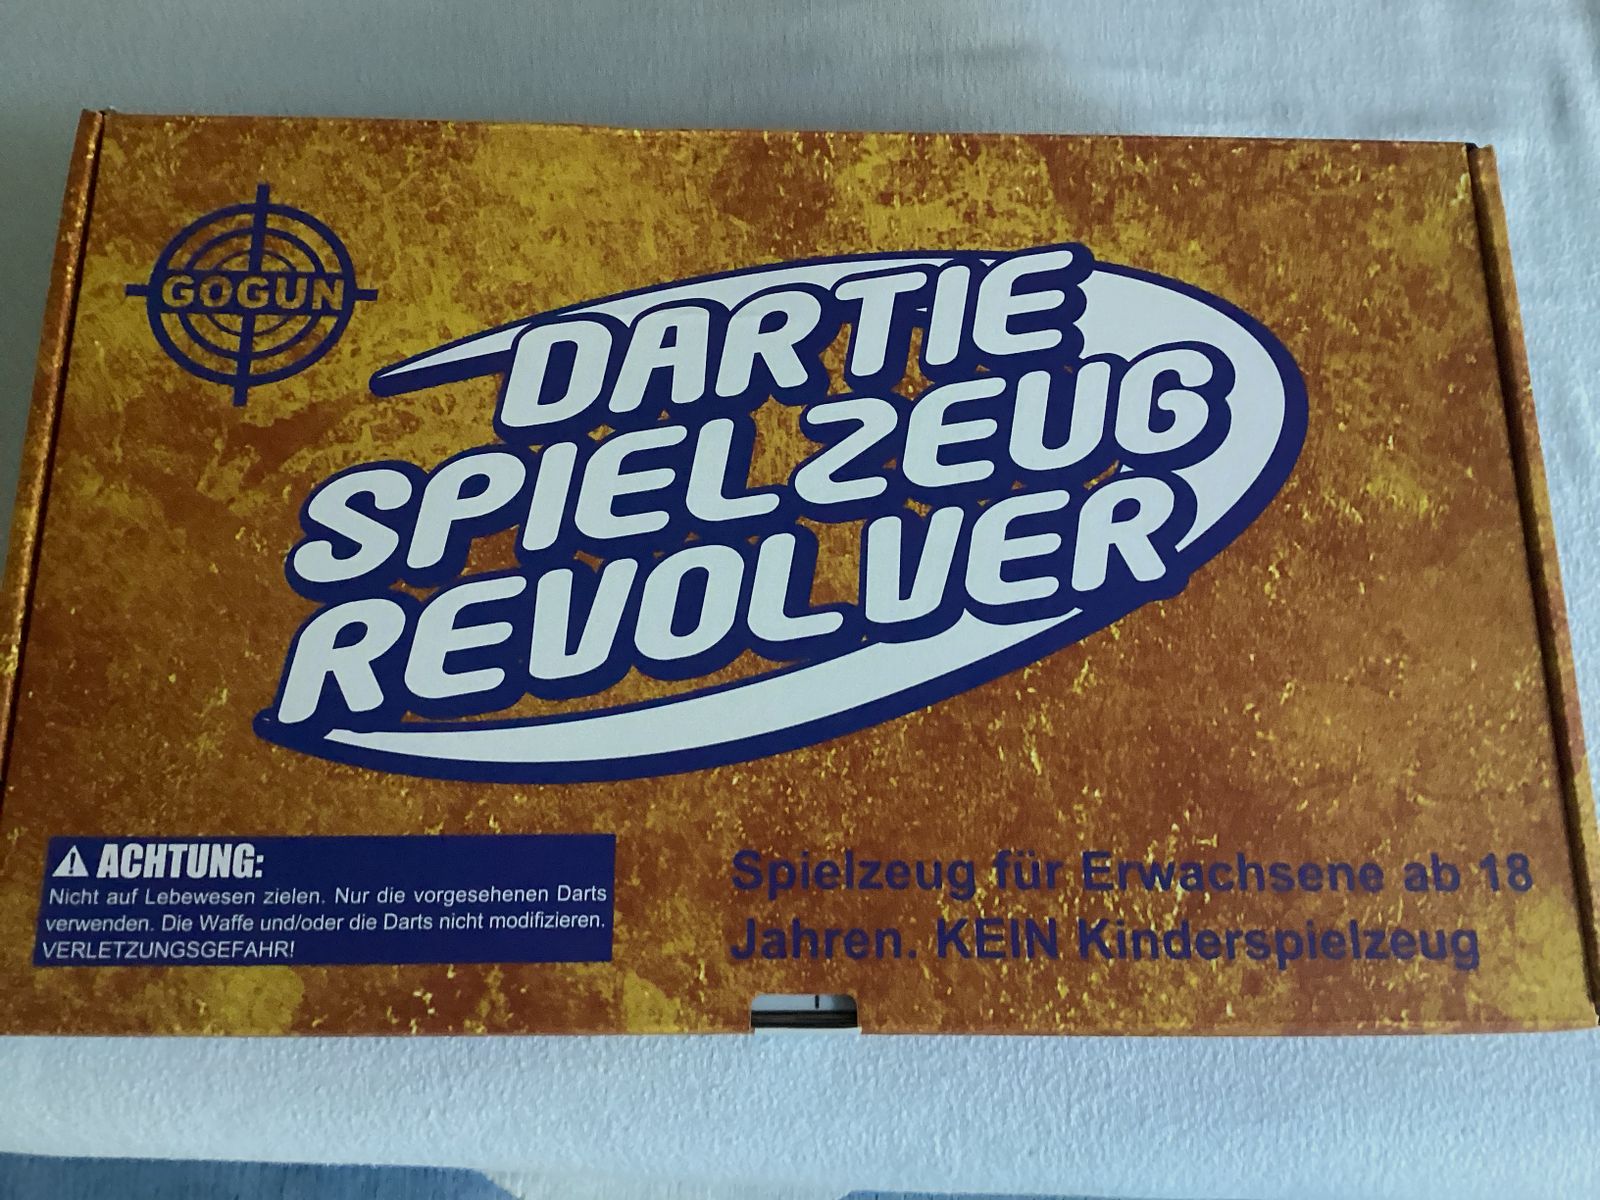 GOGUN
DARTIE
SPIELZEUG
REVOLVER
ACHTUNG:
Nicht auf Lebewesen zielen. Nur die vorgesehenen Darts
verwenden. Die Waffe und/oder die Darts nicht modifizieren.
VERLETZUNGSGEFAHR!
Spielzeug für Erwachsene ab 18
Jahren. KEIN Kinderspielzeug